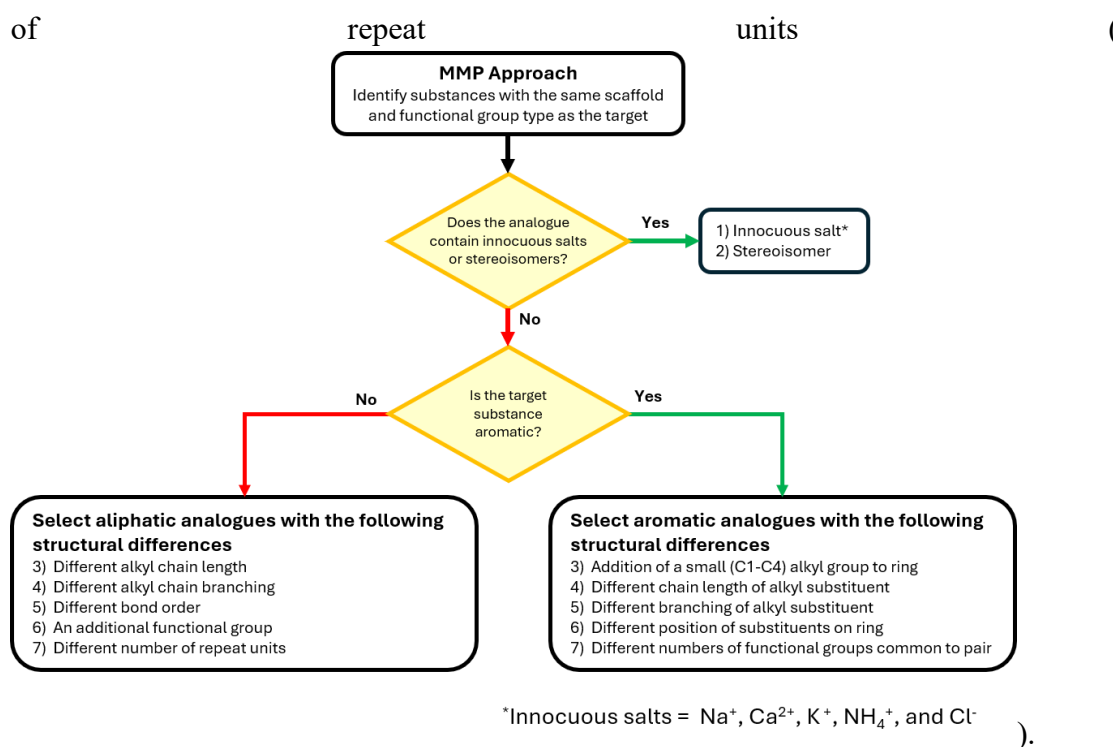 of repeat units (
MMP Approach
Identify substances with the same scaffold
and functional group type as the target
Does the analogue
contain innocuous salts
or stereoisomers?
Yes
1) Innocuous salt*
2) Stereoisomer
No
Is the target
substance
aromatic?
No
Yes
Select aliphatic analogues with the following
structural differences
3) Different alkyl chain length
4) Different alkyl chain branching
5) Different bond order
6) An additional functional group
7) Different number of repeat units
Select aromatic analogues with the following
structural differences
3) Addition of a small (C1-C4) alkyl group to ring
4) Different chain length of alkyl substituent
5) Different branching of alkyl substituent
6) Different position of substituents on ring
7) Different numbers of functional groups common to pair
*Innocuous salts = Na⁺, Ca²⁺, K⁺, NH₄⁺, and Cl⁻
).